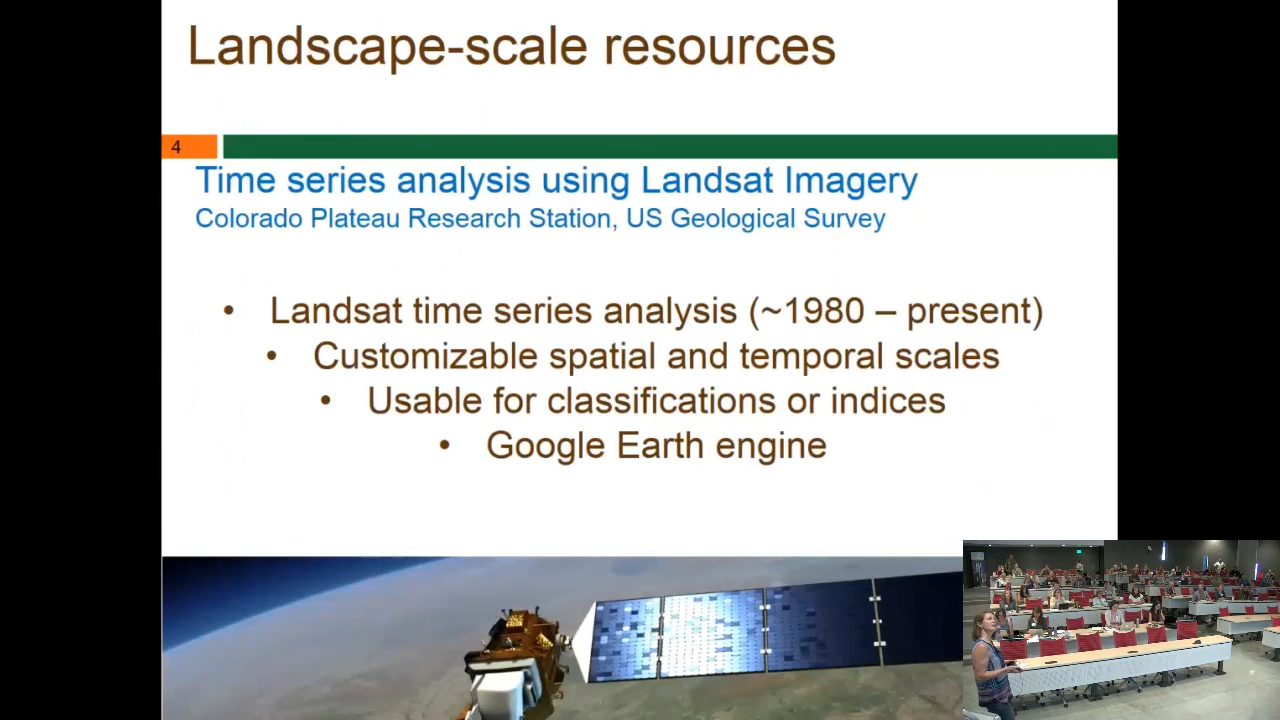 Landscape-scale resources
4
Time series analysis using Landsat Imagery
Colorado Plateau Research Station, US Geological Survey
• Landsat time series analysis (~1980 – present)
• Customizable spatial and temporal scales
• Usable for classifications or indices
• Google Earth engine